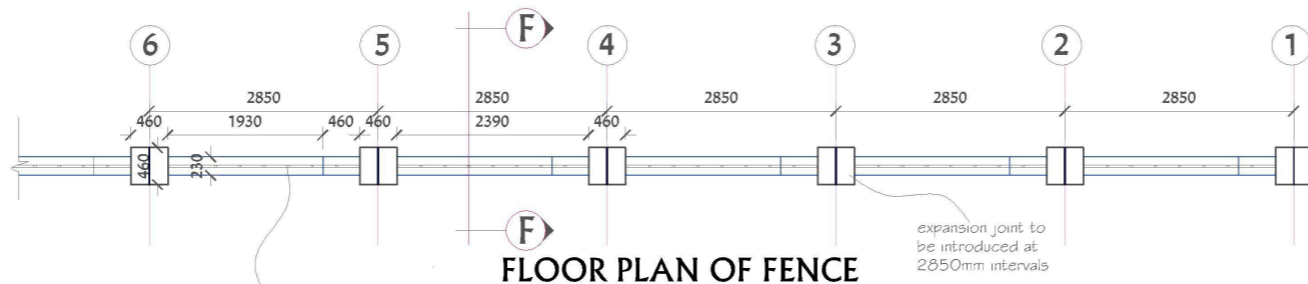 F
6 5 4 3 2 1
2850 2850 2850 2850 2850
460 1930 460 460 2390 460
460
230
F
expansion joint to
be introduced at
2850mm intervals
FLOOR PLAN OF FENCE